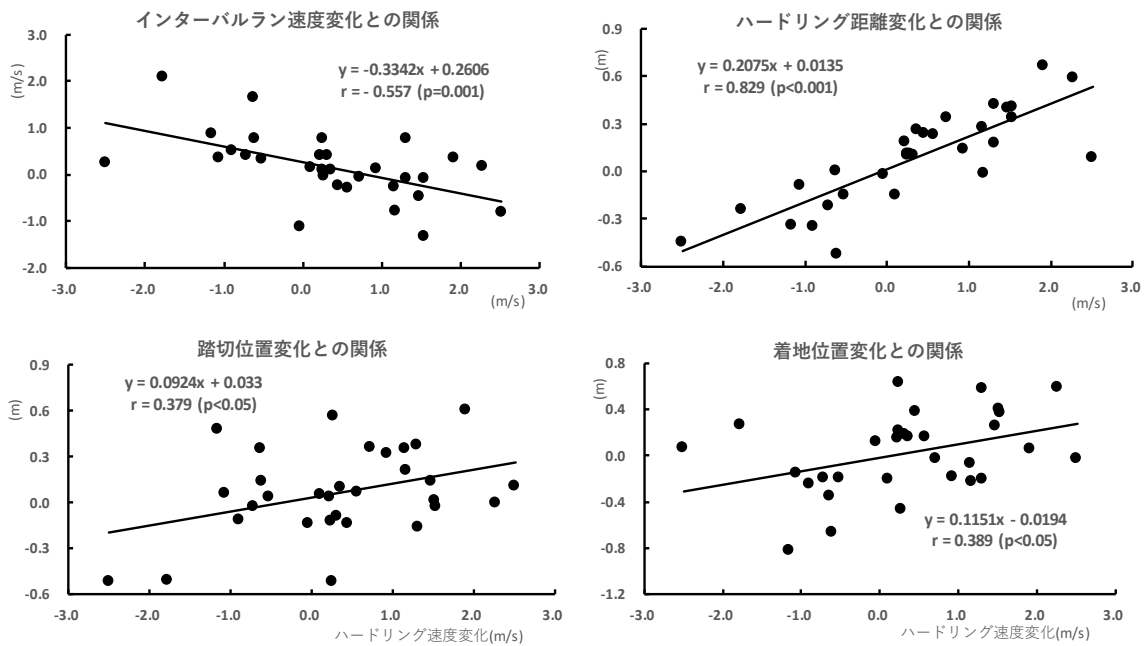 インターバルラン速度変化との関係
3.0
(m/s)
2.0
1.0
0.0
-1.0
-2.0
y = -0.3342x + 0.2606
r = - 0.557 (p=0.001)
-3.0 -2.0 -1.0 0.0 1.0 2.0 3.0
(m/s)
ハードリング距離変化との関係
0.9
(m)
0.6
0.3
0.0
-0.3
-0.6
y = 0.2075x + 0.0135
r = 0.829 (p<0.001)
-3.0 -2.0 -1.0 0.0 1.0 2.0 3.0
(m/s)
踏切位置変化との関係
0.9
(m)
0.6
0.3
0.0
-0.3
-0.6
y = 0.0924x + 0.033
r = 0.379 (p<0.05)
-3.0 -2.0 -1.0 0.0 1.0 2.0 3.0
ハードリング速度変化(m/s)
着地位置変化との関係
0.8
(m)
0.4
0.0
-0.4
-0.8
-1.2
y = 0.1151x - 0.0194
r = 0.389 (p<0.05)
-3.0 -2.0 -1.0 0.0 1.0 2.0 3.0
ハードリング速度変化(m/s)